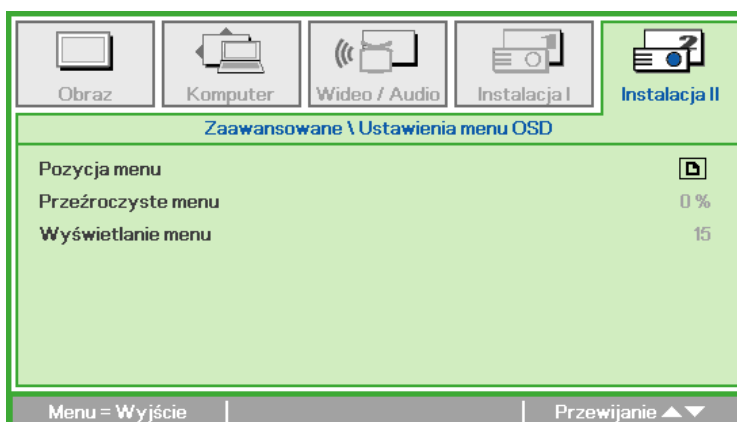 Obraz
Komputer
Wideo / Audio
Instalacja I
Instalacja II
Zaawansowane \ Ustawienia menu OSD
Pozycja menu
Przeźroczyste menu 0 %
Wyświetlanie menu 15
Menu = Wyjście Przewijanie ▲▼